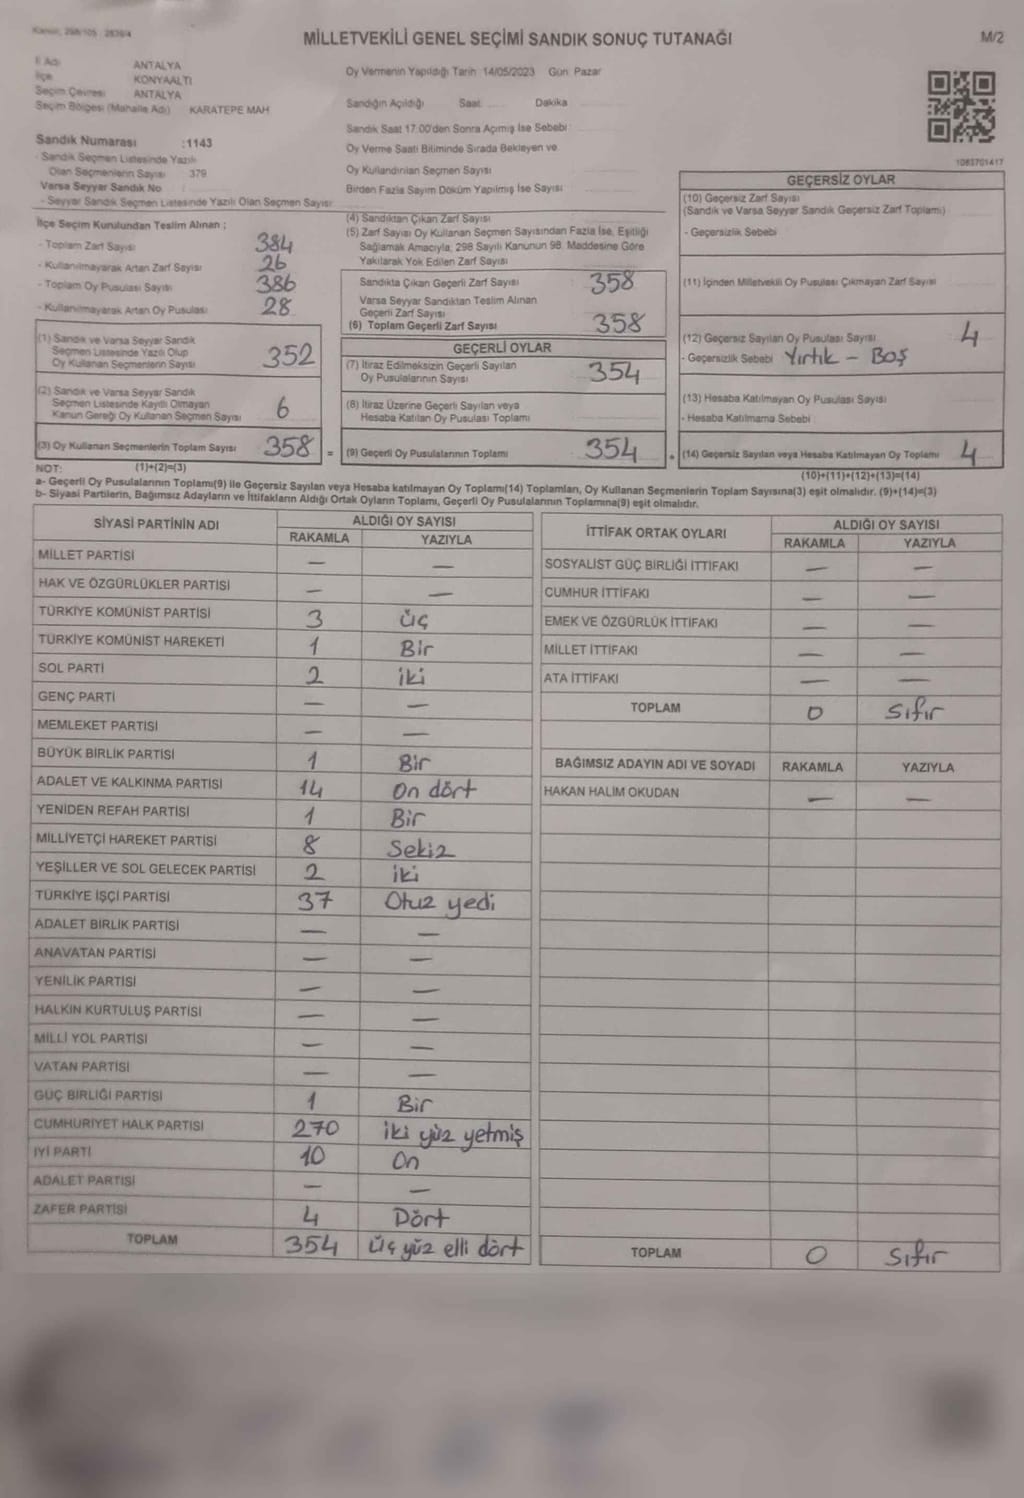 Kanun: 298/105 - 2839/4
MİLLETVEKİLİ GENEL SEÇİMİ SANDIK SONUÇ TUTANAĞI
M/2
İl Adı ANTALYA
İlçe KONYAALTI
Seçim Çevresi ANTALYA
Seçim Bölgesi (Mahalle Adı) KARATEPE MAH
Sandık Numarası :1143
- Sandık Seçmen Listesinde Yazılı
Olan Seçmenlerin Sayısı 379
Varsa Seyyar Sandık No
- Seyyar Sandık Seçmen Listesinde Yazılı Olan Seçmen Sayısı
Oy Vermenin Yapıldığı Tarih 14/05/2023 Gün: Pazar
Sandığın Açıldığı Saat: ...... Dakika
Sandık Saat 17:00'den Sonra Açılmış İse Sebebi
Oy Verme Saati Bitiminde Sırada Bekleyen ve
Oy Kullandırılan Seçmen Sayısı
Birden Fazla Sayım Döküm Yapılmış İse Sayısı
1083701417
İlçe Seçim Kurulundan Teslim Alınan ;
- Toplam Zarf Sayısı 384
- Kullanılmayarak Artan Zarf Sayısı 26
- Toplam Oy Pusulası Sayısı 386
- Kullanılmayarak Artan Oy Pusulası 28
(1) Sandık ve Varsa Seyyar Sandık
Seçmen Listesinde Yazılı Olup
Oy Kullanan Seçmenlerin Sayısı 352
(2) Sandık ve Varsa Seyyar Sandık
Seçmen Listesinde Kayıtlı Olmayan
Kanun Gereği Oy Kullanan Seçmen Sayısı 6
(3) Oy Kullanan Seçmenlerin Toplam Sayısı 358 =
(4) Sandıktan Çıkan Zarf Sayısı
(5) Zarf Sayısı Oy Kullanan Seçmen Sayısından Fazla İse, Eşitliği
Sağlamak Amacıyla, 298 Sayılı Kanunun 98. Maddesine Göre
Yakılarak Yok Edilen Zarf Sayısı
Sandıkta Çıkan Geçerli Zarf Sayısı 358
Varsa Seyyar Sandıktan Teslim Alınan
Geçerli Zarf Sayısı
(6) Toplam Geçerli Zarf Sayısı 358
GEÇERLİ OYLAR
(7) İtiraz Edilmeksizin Geçerli Sayılan
Oy Pusulalarının Sayısı 354
(8) İtiraz Üzerine Geçerli Sayılan veya
Hesaba Katılan Oy Pusulası Toplamı
(9) Geçerli Oy Pusulalarının Toplamı 354 +
GEÇERSİZ OYLAR
(10) Geçersiz Zarf Sayısı
(Sandık ve Varsa Seyyar Sandık Geçersiz Zarf Toplamı)
- Geçersizlik Sebebi
(11) İçinden Milletvekili Oy Pusulası Çıkmayan Zarf Sayısı
(12) Geçersiz Sayılan Oy Pusulası Sayısı 4
- Geçersizlik Sebebi Yırtık - Boş
(13) Hesaba Katılmayan Oy Pusulası Sayısı
- Hesaba Katılmama Sebebi
(14) Geçersiz Sayılan veya Hesaba Katılmayan Oy Toplamı 4
NOT: (1)+(2)=(3)
(10)+(11)+(12)+(13)=(14)
a- Geçerli Oy Pusulalarının Toplamı(9) ile Geçersiz Sayılan veya Hesaba katılmayan Oy Toplamı(14) Toplamları, Oy Kullanan Seçmenlerin Toplam Sayısına(3) eşit olmalıdır. (9)+(14)=(3)
b- Siyasi Partilerin, Bağımsız Adayların ve İttifakların Aldığı Ortak Oyların Toplamı, Geçerli Oy Pusulalarının Toplamına(9) eşit olmalıdır.
SİYASİ PARTİNİN ADI ALDIĞI OY SAYISI
RAKAMLA YAZIYLA
MİLLET PARTİSİ — —
HAK VE ÖZGÜRLÜKLER PARTİSİ — —
TÜRKİYE KOMÜNİST PARTİSİ 3 Üç
TÜRKİYE KOMÜNİST HAREKETİ 1 Bir
SOL PARTİ 2 iki
GENÇ PARTİ — —
MEMLEKET PARTİSİ — —
BÜYÜK BİRLİK PARTİSİ 1 Bir
ADALET VE KALKINMA PARTİSİ 14 On dört
YENİDEN REFAH PARTİSİ 1 Bir
MİLLİYETÇİ HAREKET PARTİSİ 8 Sekiz
YEŞİLLER VE SOL GELECEK PARTİSİ 2 iki
TÜRKİYE İŞÇİ PARTİSİ 37 Otuz yedi
ADALET BİRLİK PARTİSİ — —
ANAVATAN PARTİSİ — —
YENİLİK PARTİSİ — —
HALKIN KURTULUŞ PARTİSİ — —
MİLLİ YOL PARTİSİ — —
VATAN PARTİSİ — —
GÜÇ BİRLİĞİ PARTİSİ 1 Bir
CUMHURİYET HALK PARTİSİ 270 iki yüz yetmiş
İYİ PARTİ 10 On
ADALET PARTİSİ — —
ZAFER PARTİSİ 4 Dört
TOPLAM 354 Üç yüz elli dört
İTTİFAK ORTAK OYLARI ALDIĞI OY SAYISI
RAKAMLA YAZIYLA
SOSYALİST GÜÇ BİRLİĞİ İTTİFAKI — —
CUMHUR İTTİFAKI — —
EMEK VE ÖZGÜRLÜK İTTİFAKI — —
MİLLET İTTİFAKI — —
ATA İTTİFAKI — —
TOPLAM 0 Sıfır
BAĞIMSIZ ADAYIN ADI VE SOYADI RAKAMLA YAZIYLA
HAKAN HALİM OKUDAN — —
TOPLAM 0 Sıfır